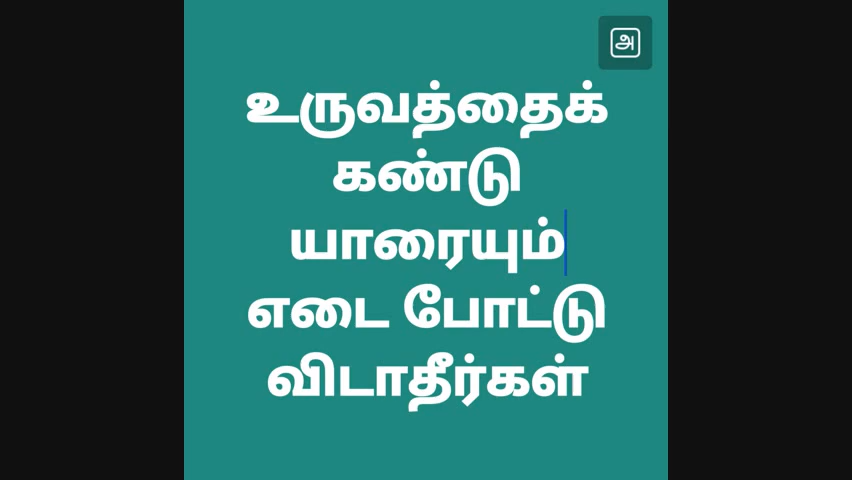 அ
உருவத்தைக்
கண்டு
யாரையும்
எடை போட்டு
விடாதீர்கள்